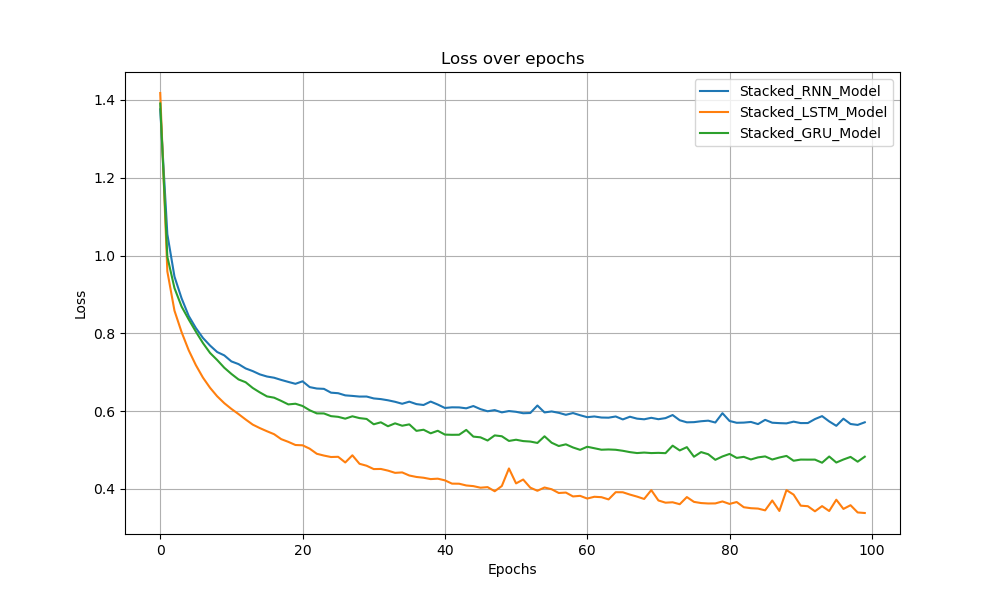 Loss over epochs
Stacked_RNN_Model
Stacked_LSTM_Model
Stacked_GRU_Model
1.4
1.2
1.0
0.8
0.6
0.4
Loss
0 20 40 60 80 100
Epochs